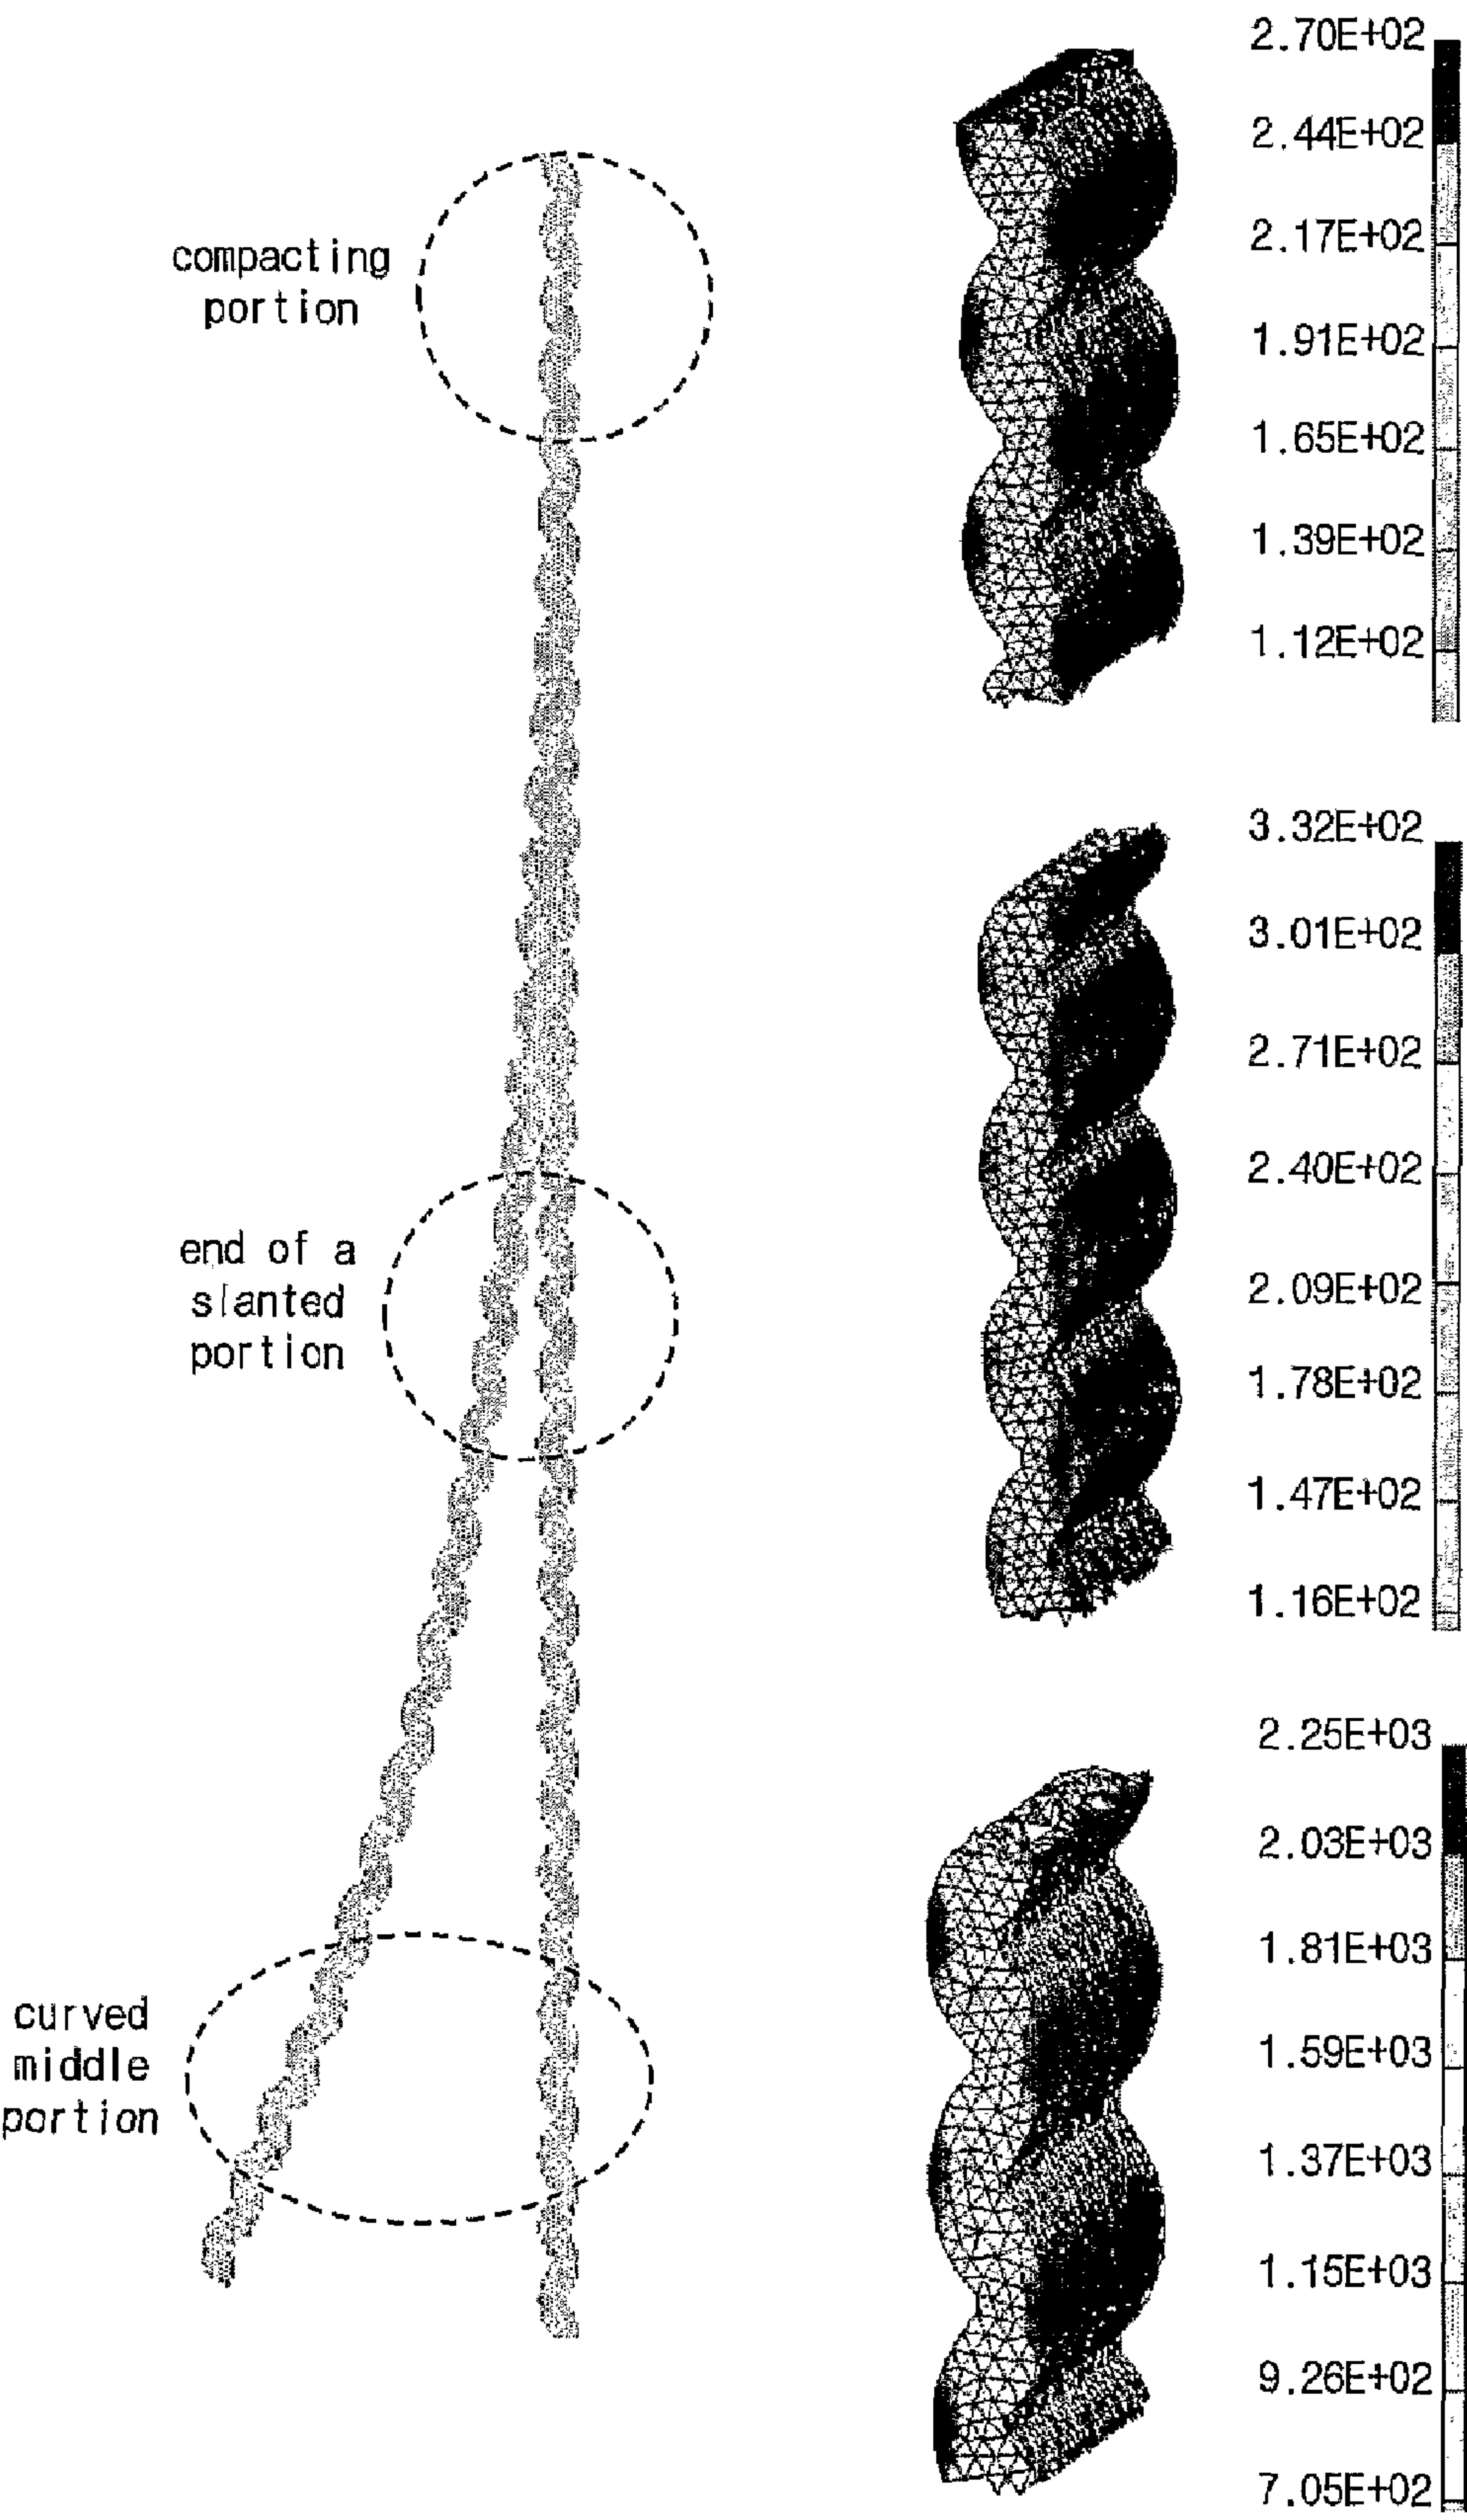 compacting
portion
2.70E+02
2.44E+02
2.17E+02
1.91E+02
1.65E+02
1.39E+02
1.12E+02
end of a
slanted
portion
3.32E+02
3.01E+02
2.71E+02
2.40E+02
2.09E+02
1.78E+02
1.47E+02
1.16E+02
curved
middle
portion
2.25E+03
2.03E+03
1.81E+03
1.59E+03
1.37E+03
1.15E+03
9.26E+02
7.05E+02